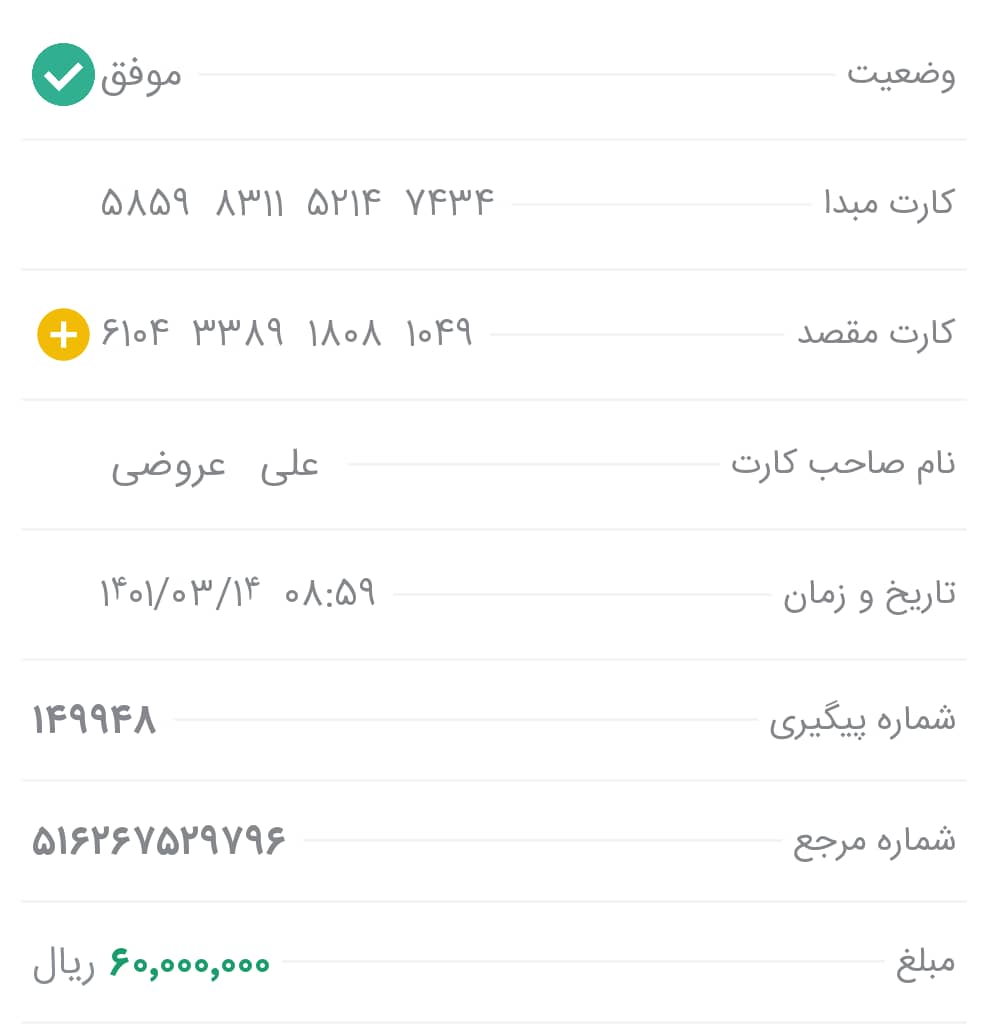 وضعیت موفق
کارت مبدا ۵۸۵۹ ۸۳۱۱ ۵۲۱۴ ۷۴۳۴
کارت مقصد ۶۱۰۴ ۳۳۸۹ ۱۸۰۸ ۱۰۴۹
نام صاحب کارت علی عروضی
تاریخ و زمان ۱۴۰۱/۰۳/۱۴ ۰۸:۵۹
شماره پیگیری ۱۴۹۹۴۸
شماره مرجع ۵۱۶۲۶۷۵۲۹۷۹۶
مبلغ ۶۰,۰۰۰,۰۰۰ ریال